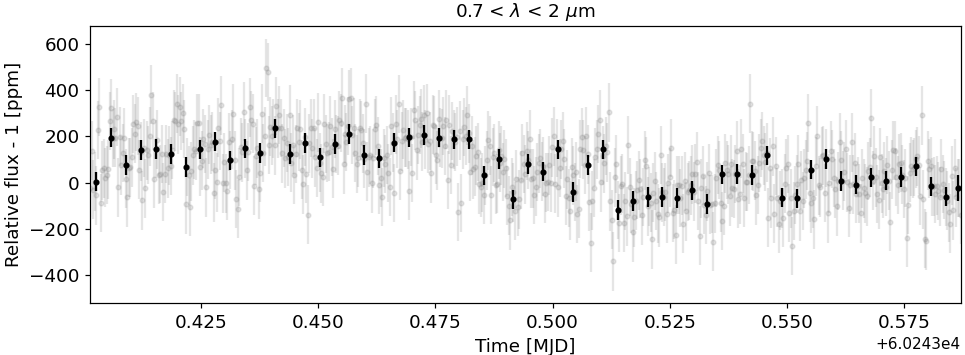 0.7 < λ < 2 μm
Relative flux - 1 [ppm]
600
400
200
0
−200
−400
0.425 0.450 0.475 0.500 0.525 0.550 0.575
Time [MJD]
+6.0243e4